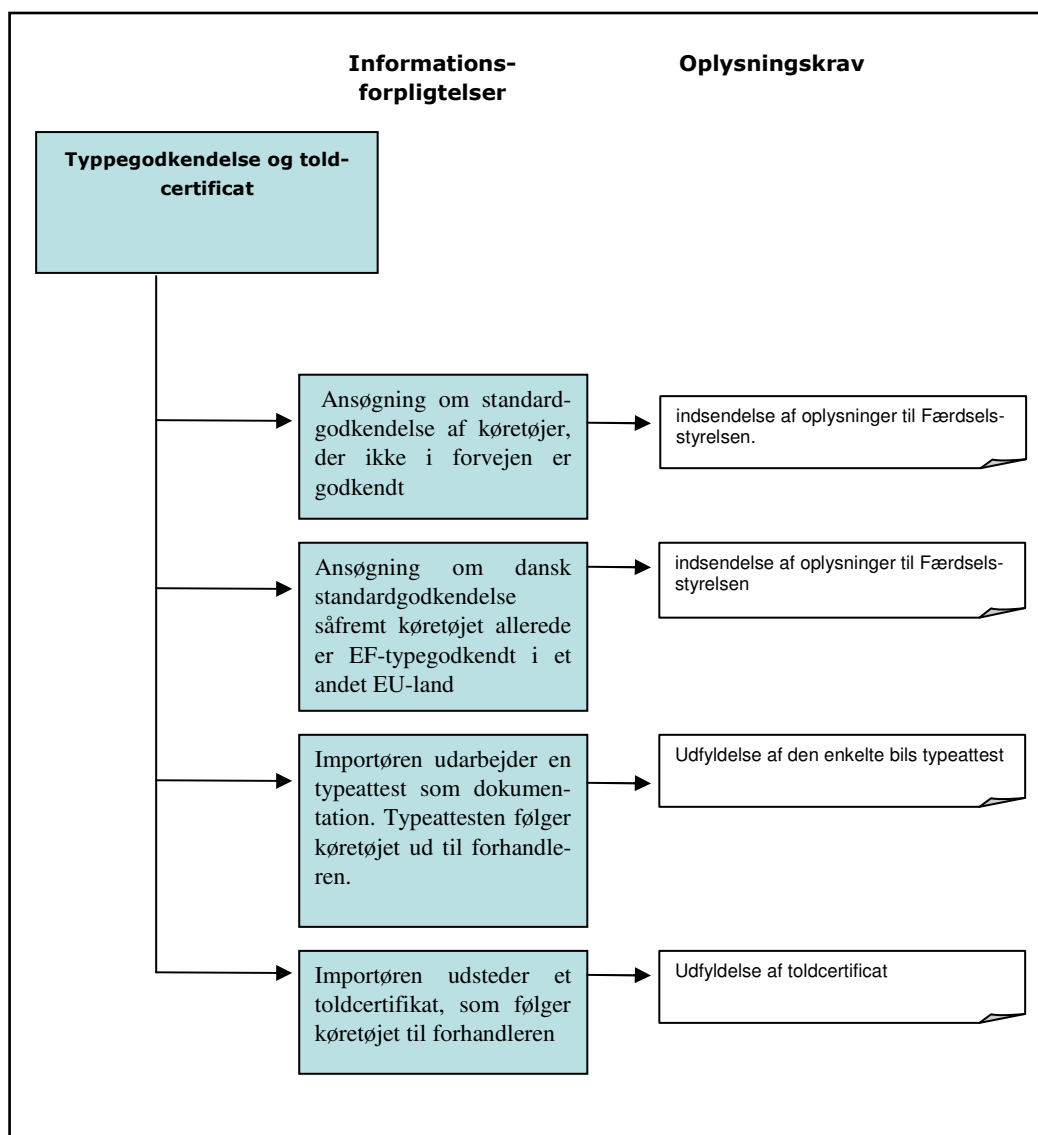 Informations-
forpligtelser
Oplysningskrav
Typpegodkendelse og told-
certificat
Ansøgning om standard-
godkendelse af køretøjer,
der ikke i forvejen er
godkendt
indsendelse af oplysninger til Færdsels-
styrelsen.
Ansøgning om dansk
standardgodkendelse
såfremt køretøjet allerede
er EF-typegodkendt i et
andet EU-land
indsendelse af oplysninger til Færdsels-
styrelsen
Importøren udarbejder en
typeattest som dokumen-
tation. Typeattesten følger
køretøjet ud til forhandle-
ren.
Udfyldelse af den enkelte bils typeattest
Importøren udsteder et
toldcertifikat, som følger
køretøjet til forhandleren
Udfyldelse af toldcertificat